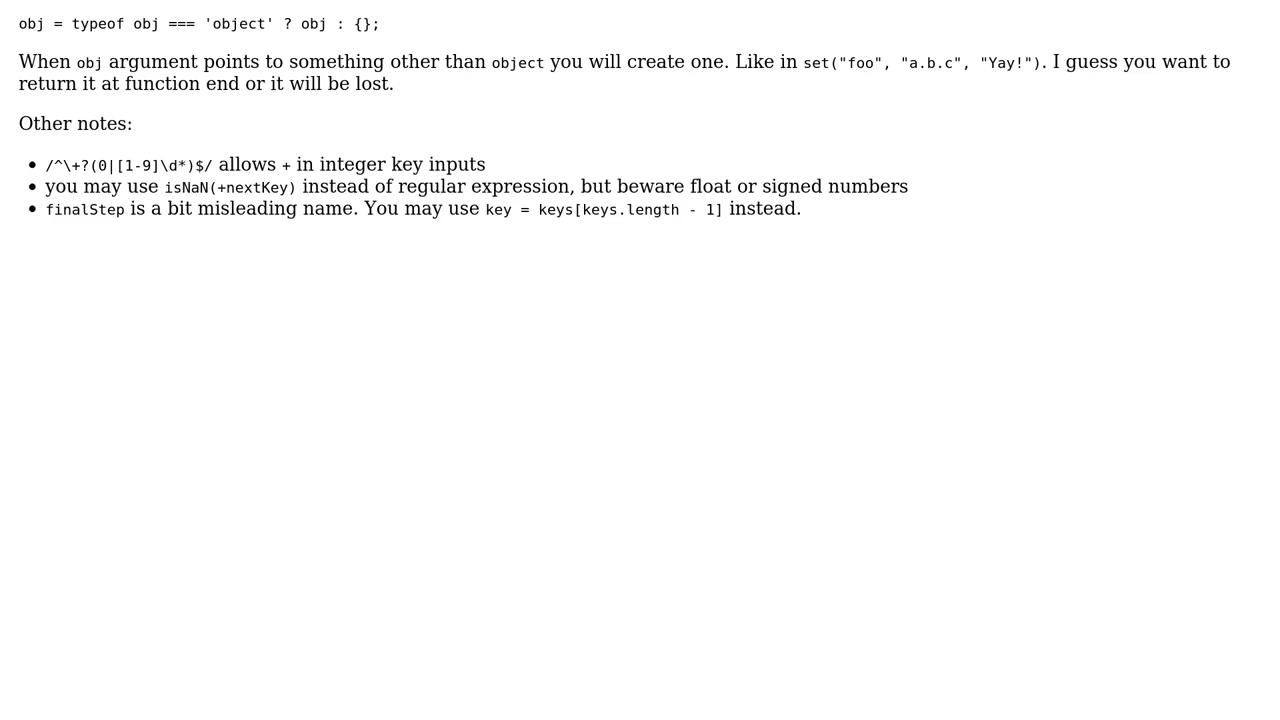 obj = typeof obj === 'object' ? obj : {};
When obj argument points to something other than object you will create one. Like in set("foo", "a.b.c", "Yay!"). I guess you want to
return it at function end or it will be lost.
Other notes:
• /^\+?(0|[1-9]\d*)$/ allows + in integer key inputs
• you may use isNaN(+nextKey) instead of regular expression, but beware float or signed numbers
• finalStep is a bit misleading name. You may use key = keys[keys.length - 1] instead.